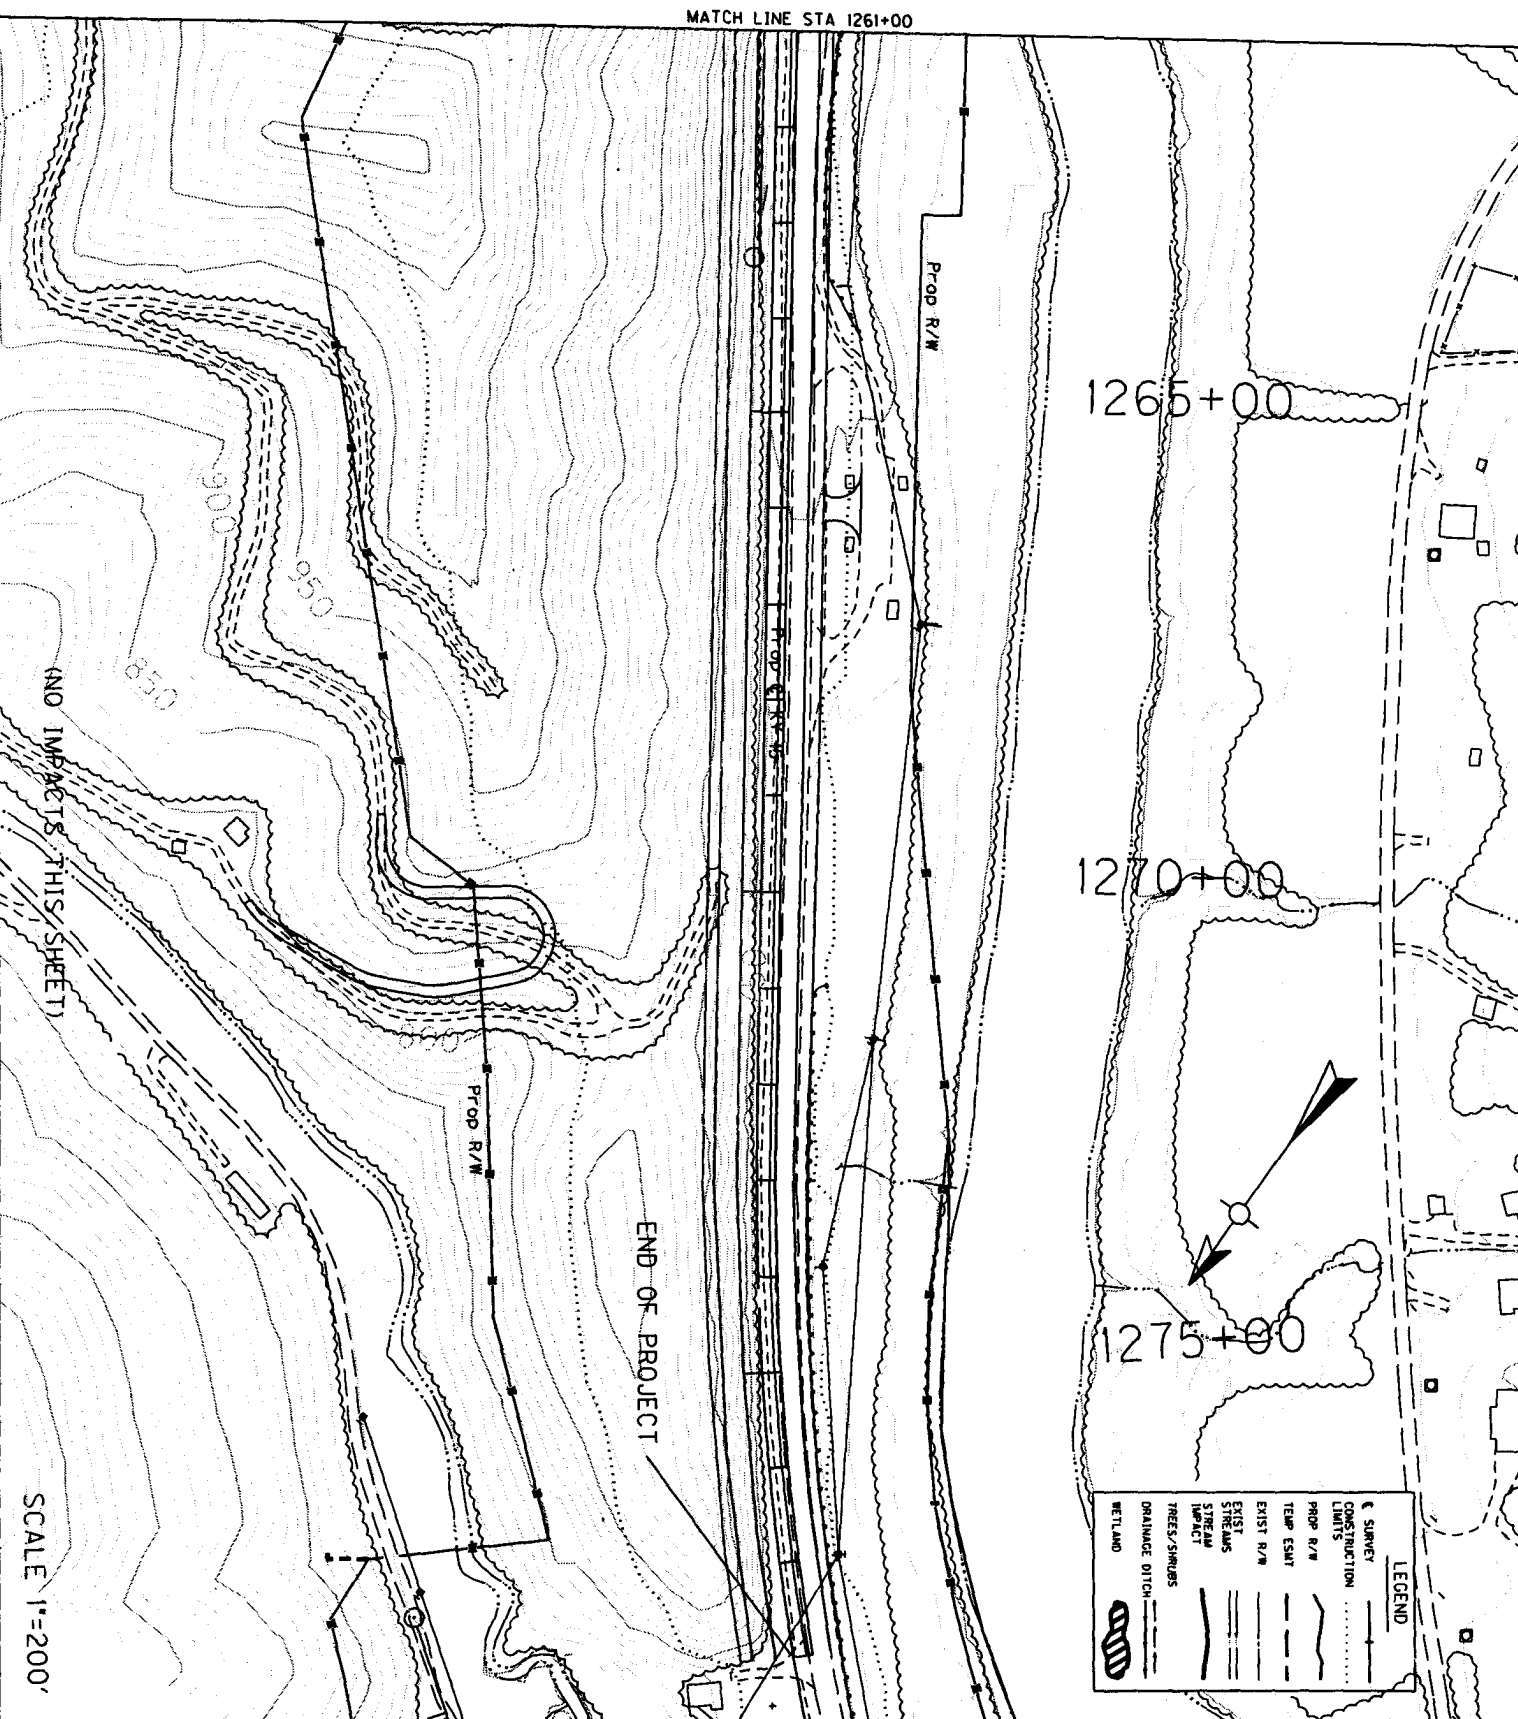 MATCH LINE STA 1261+00
Prop R/W
1265+00
900
950
850
1270+00
(NO IMPACTS THIS SHEET)
Prop R/W
END OF PROJECT
1275+00
SCALE 1"=200'
LEGEND
℄ SURVEY
CONSTRUCTION
LIMITS
PROP R/W
TEMP ESMT
EXIST R/W
EXIST
STREAMS
STREAM
IMPACT
TREES/SHRUBS
DRAINAGE DITCH
WETLAND